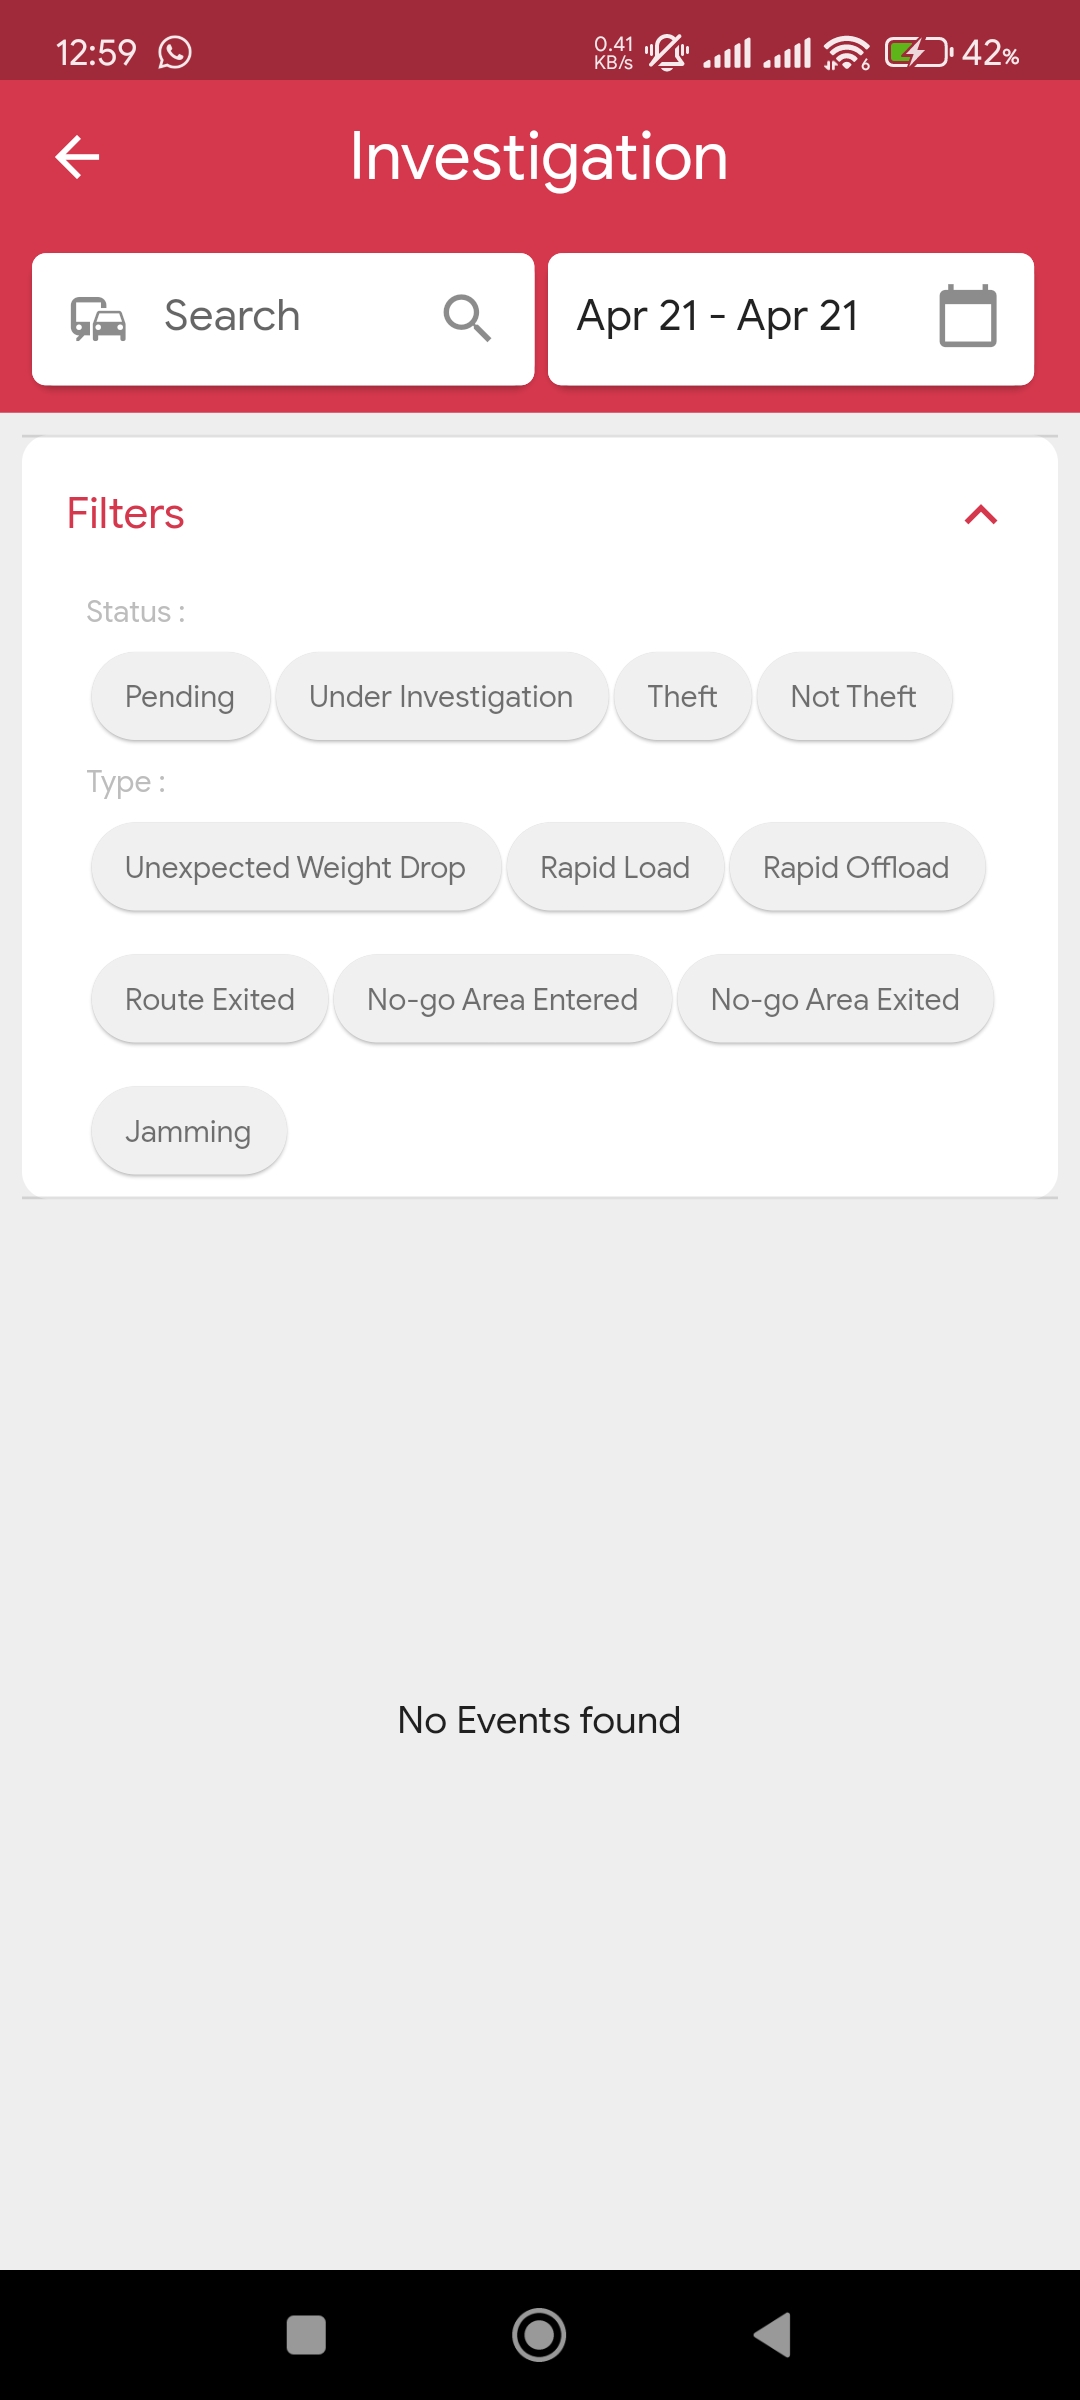 12:59
0.41
KB/s
6
42%
Investigation
Search
Apr 21 - Apr 21
Filters
Status :
Pending Under Investigation Theft Not Theft
Type :
Unexpected Weight Drop Rapid Load Rapid Offload
Route Exited No-go Area Entered No-go Area Exited
Jamming
No Events found